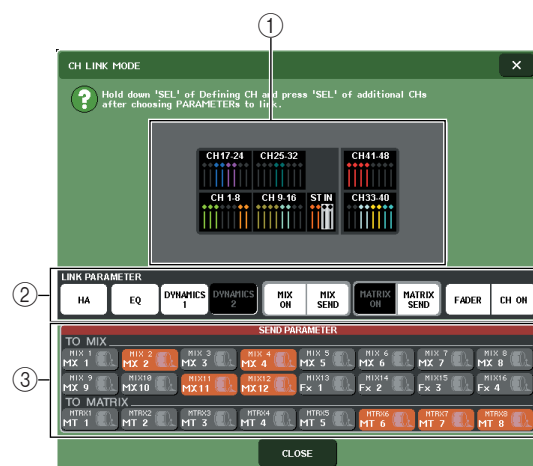 ①
CH LINK MODE
×
? Hold down 'SEL' of Defining CH and press 'SEL' of additional CHs
after choosing PARAMETERs to link.
CH17-24 CH25-32 CH41-48
CH 1-8 CH 9-16 ST IN CH33-40
②
LINK PARAMETER
HA EQ DYNAMICS 1 DYNAMICS 2 MIX ON MIX SEND MATRIX ON MATRIX SEND FADER CH ON
③
SEND PARAMETER
TO MIX
MIX 1 MIX 2 MIX 3 MIX 4 MIX 5 MIX 6 MIX 7 MIX 8
MX 1 MX 2 MX 3 MX 4 MX 5 MX 6 MX 7 MX 8
MIX 9 MIX10 MIX11 MIX12 MIX13 MIX14 MIX15 MIX16
MX 9 MX10 MX11 MX12 Fx 1 Fx 2 Fx 3 Fx 4
TO MATRIX
MTRX1 MTRX2 MTRX3 MTRX4 MTRX5 MTRX6 MTRX7 MTRX8
MT 1 MT 2 MT 3 MT 4 MT 5 MT 6 MT 7 MT 8
CLOSE